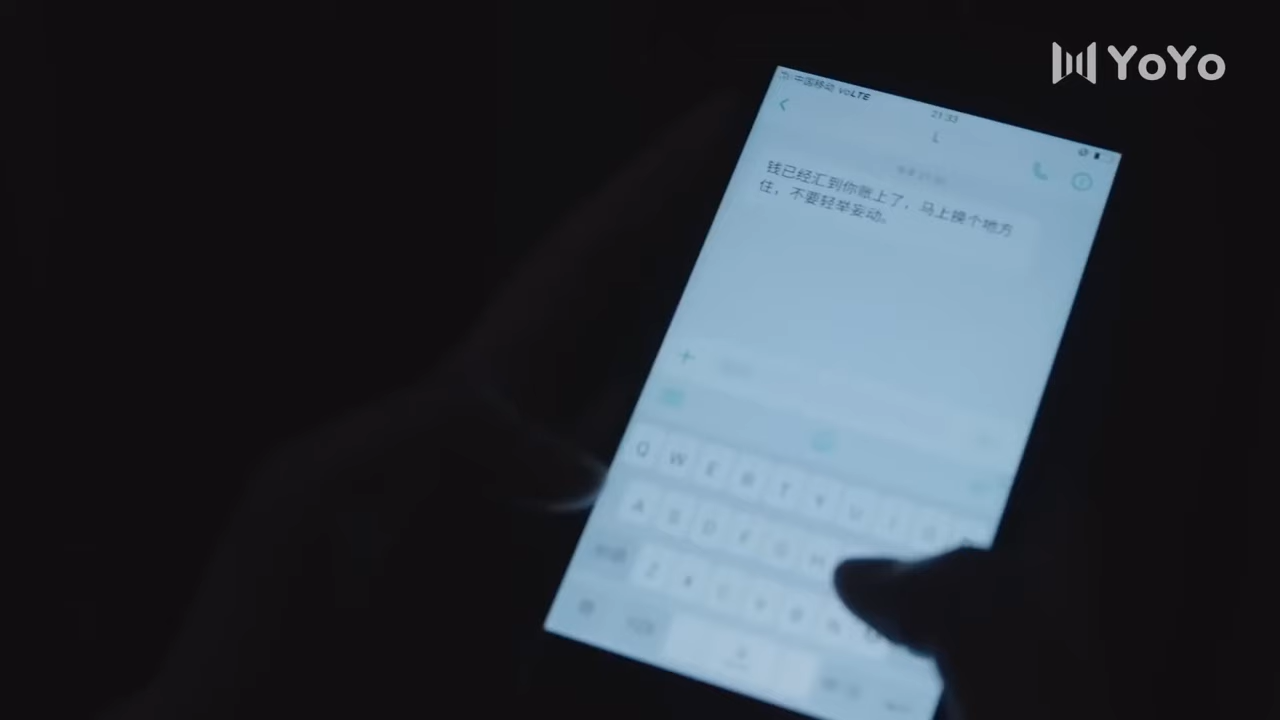 YoYo
中国移动 VoLTE
21:33
L
钱已经汇到你账上了，马上换个地方
住，不要轻举妄动。
Q W E R T Y U I O
A S D F G H
Z X C V B N